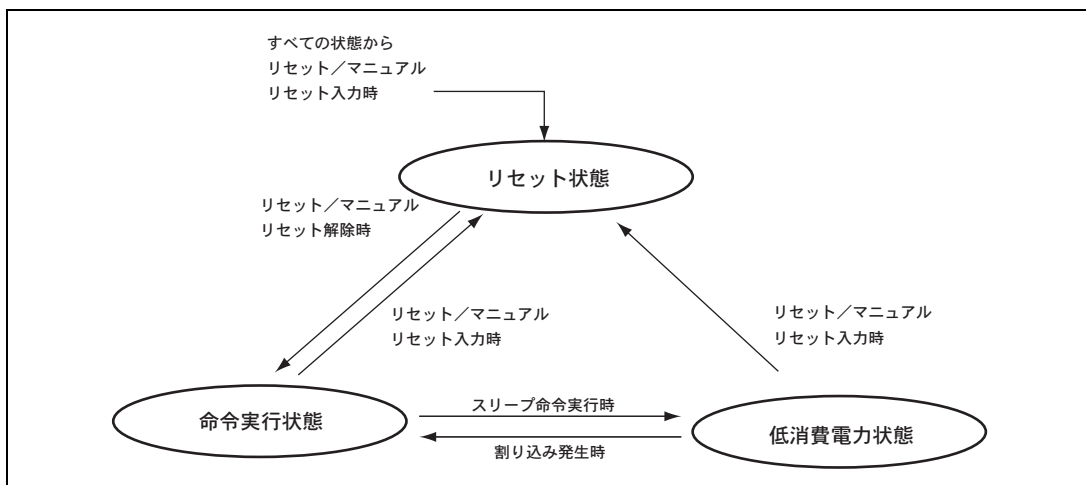 すべての状態から
リセット／マニュアル
リセット入力時
リセット状態
リセット／マニュアル
リセット解除時
リセット／マニュアル
リセット入力時
リセット／マニュアル
リセット入力時
命令実行状態
スリープ命令実行時
割り込み発生時
低消費電力状態